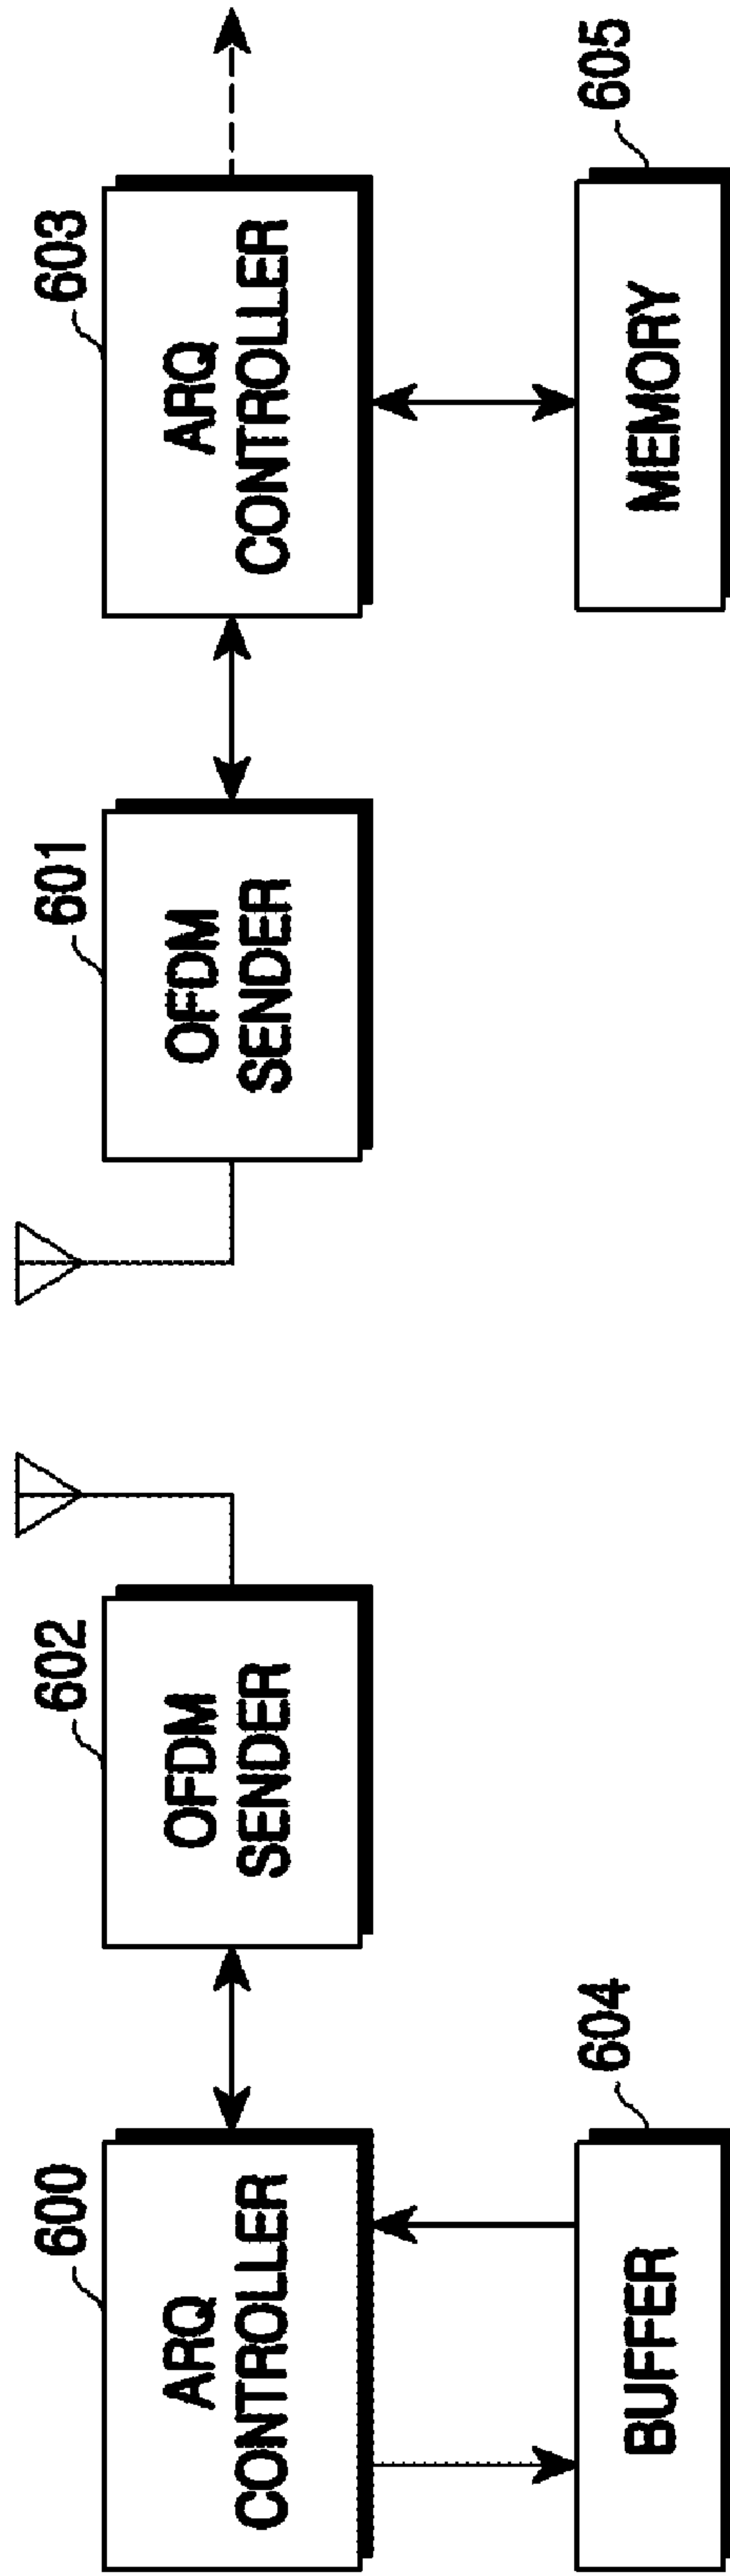 600
ARQ
CONTROLLER
602
OFDM
SENDER
601
OFDM
SENDER
603
ARQ
CONTROLLER
604
BUFFER
605
MEMORY